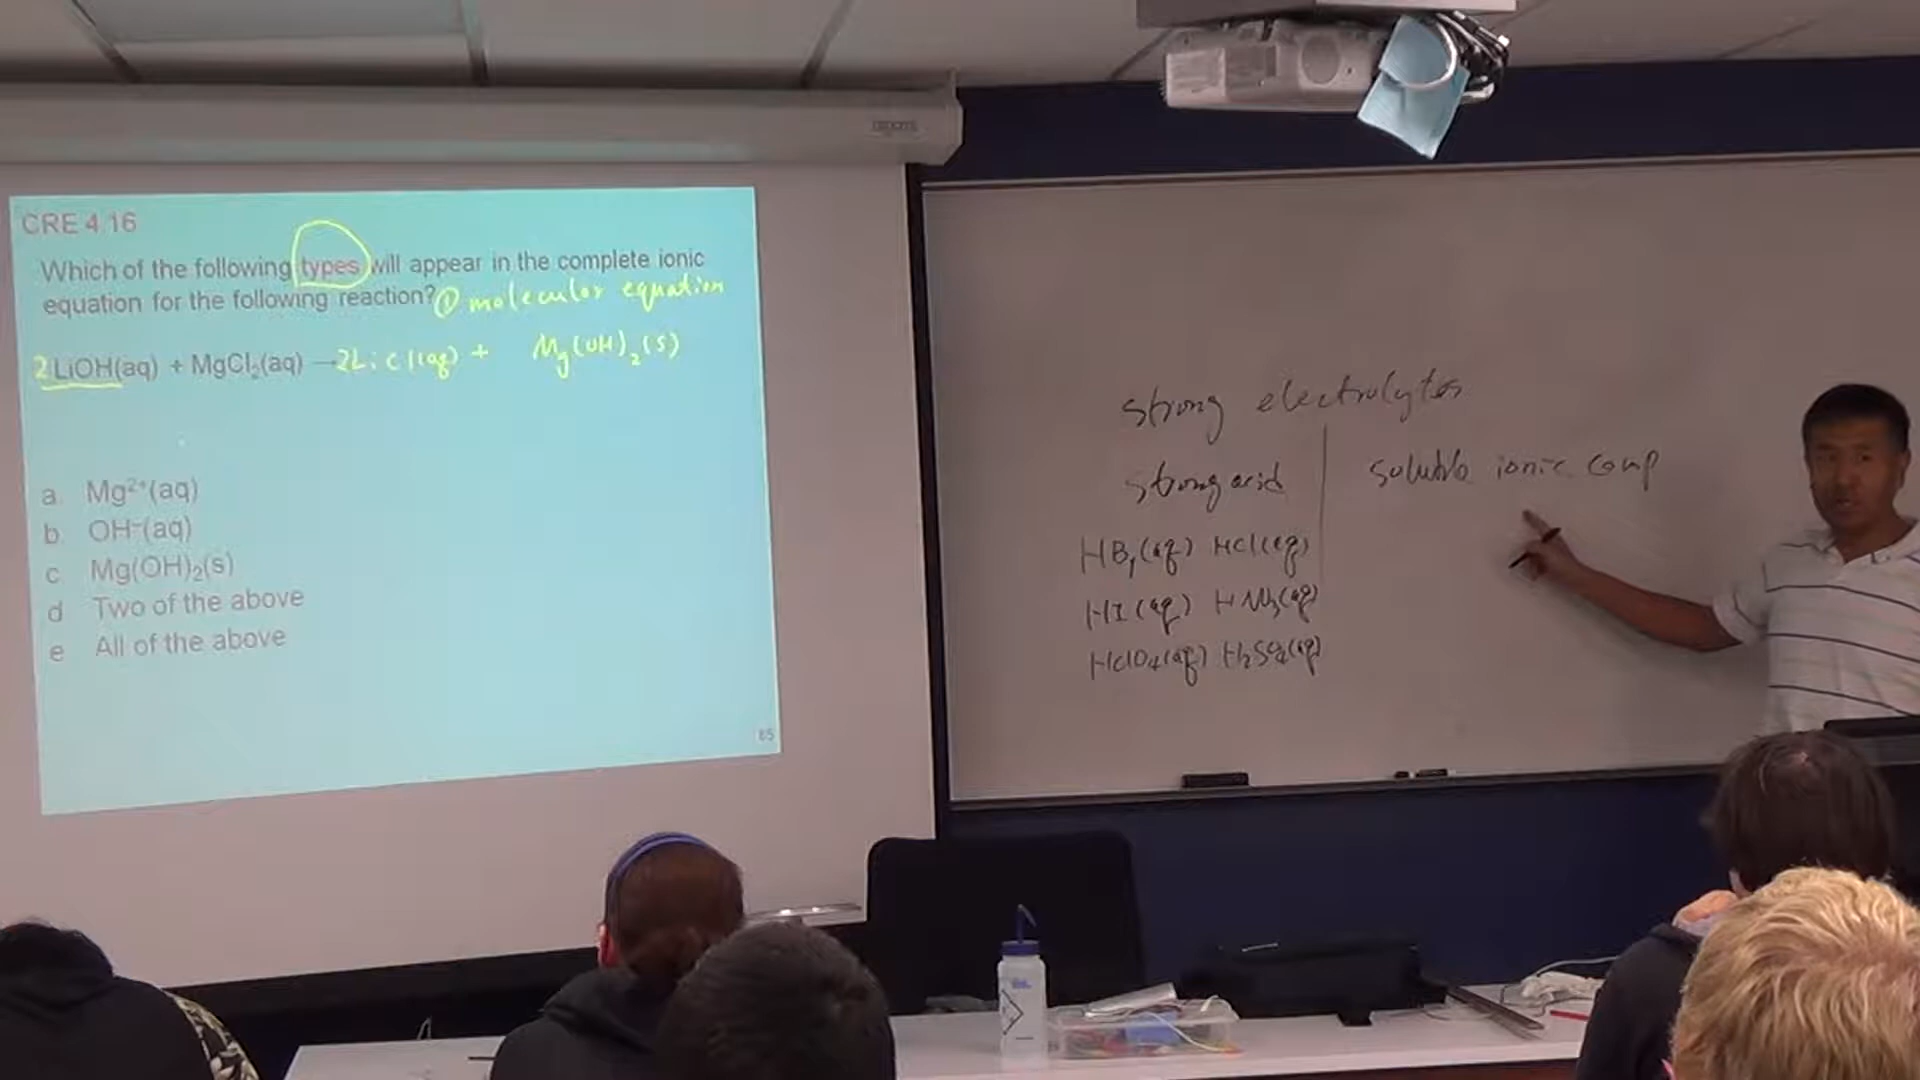 CRE 4.16
Which of the following types will appear in the complete ionic
equation for the following reaction? ① molecular equation
2 LiOH(aq) + MgCl₂(aq) → 2LiCl(aq) + Mg(OH)₂(s)
a. Mg²⁺(aq)
b. OH⁻(aq)
c. Mg(OH)₂(s)
d. Two of the above
e. All of the above
85
strong electrolytes
strong acid | soluble ionic comp
HBr(aq) HCl(aq)
HI(aq) HNO₃(aq)
HClO₄(aq) H₂SO₄(aq)